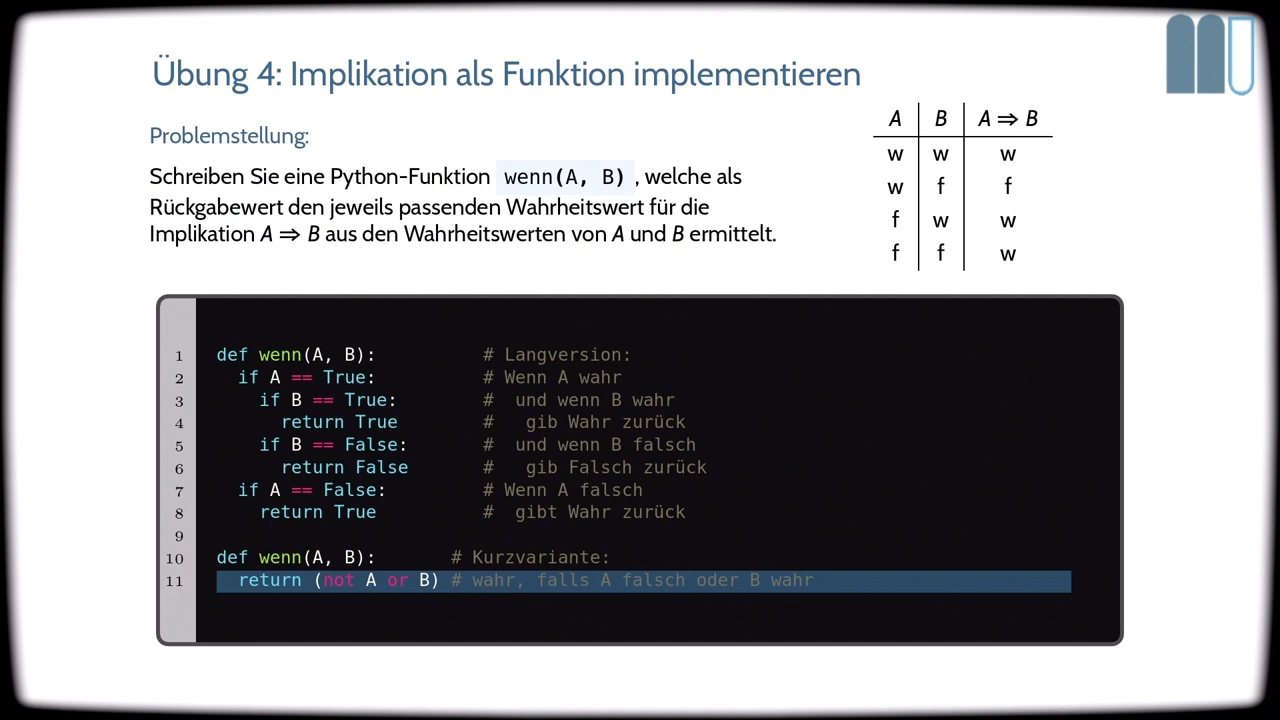 Übung 4: Implikation als Funktion implementieren
Problemstellung:
Schreiben Sie eine Python-Funktion wenn(A, B) , welche als
Rückgabewert den jeweils passenden Wahrheitswert für die
Implikation A ⇒ B aus den Wahrheitswerten von A und B ermittelt.
A B A ⇒ B
w w w
w f f
f w w
f f w
1 def wenn(A, B): # Langversion:
2 if A == True: # Wenn A wahr
3 if B == True: # und wenn B wahr
4 return True # gib Wahr zurück
5 if B == False: # und wenn B falsch
6 return False # gib Falsch zurück
7 if A == False: # Wenn A falsch
8 return True # gibt Wahr zurück
9
10 def wenn(A, B): # Kurzvariante:
11 return (not A or B) # wahr, falls A falsch oder B wahr